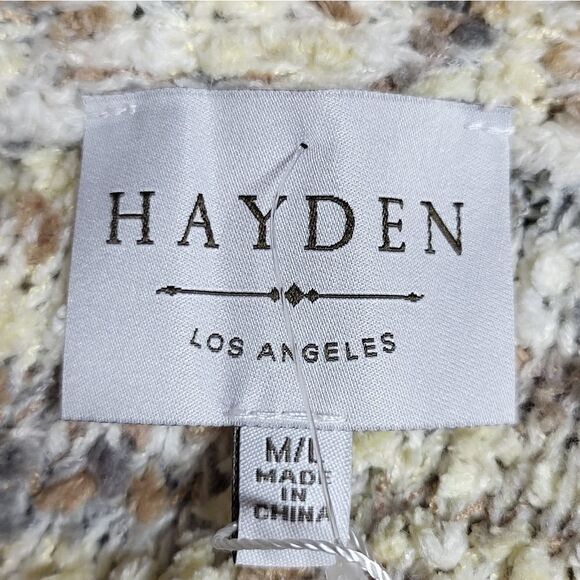 HAYDEN
LOS ANGELES
M/L
MADE
IN
CHINA